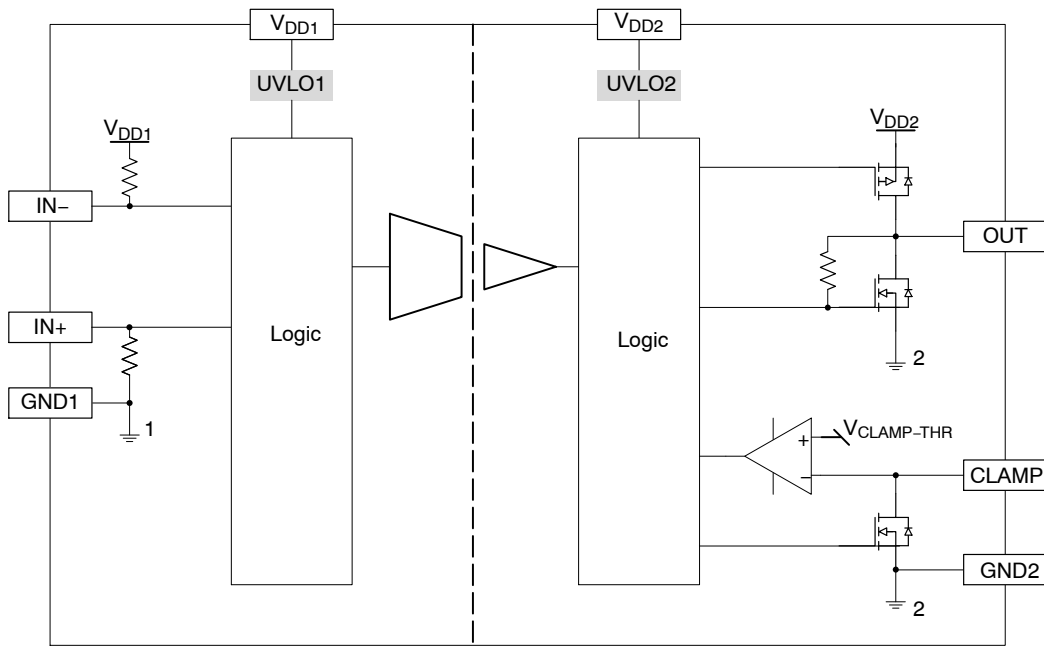 VDD1
VDD2
UVLO1
UVLO2
VDD1
VDD2
IN−
OUT
IN+
Logic
Logic
2
GND1
1
+
VCLAMP−THR
−
CLAMP
GND2
2